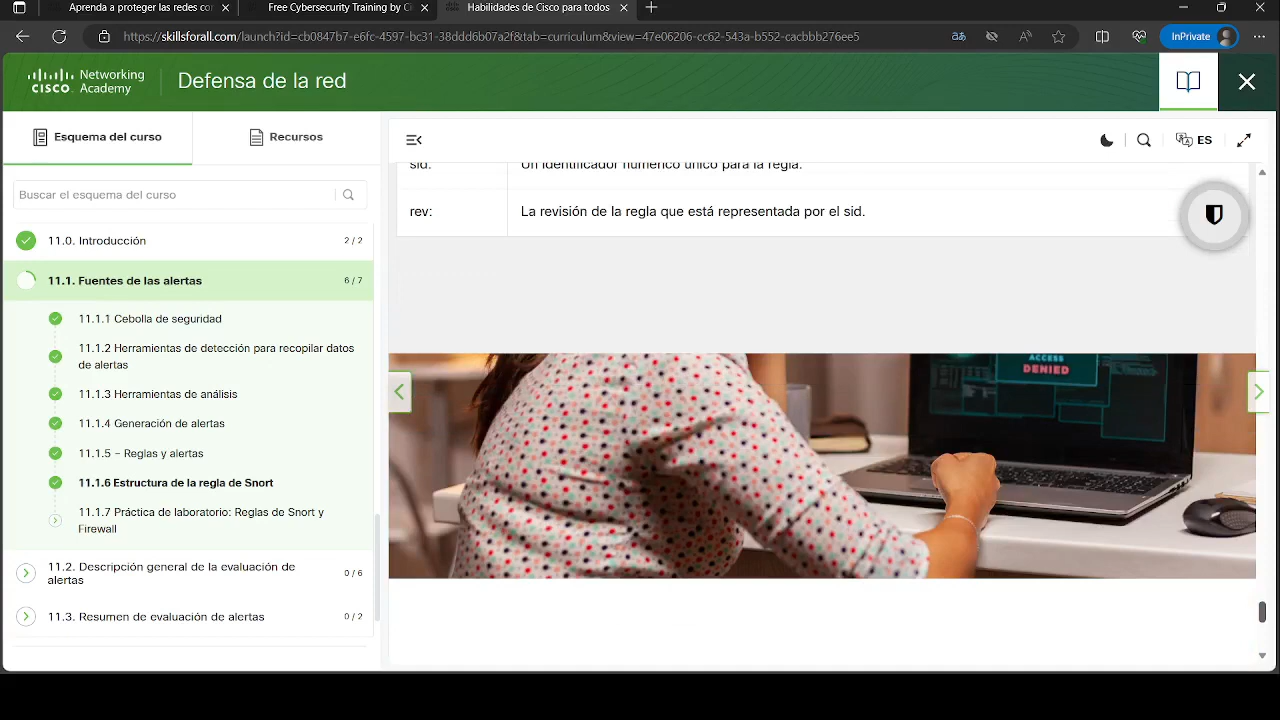 Aprenda a proteger las redes cor
Free Cybersecurity Training by Ci
Habilidades de Cisco para todos
https://skillsforall.com/launch?id=cb0847b7-e6fc-4597-bc31-38ddd6b07a2f&tab=curriculum&view=47e06206-cc62-543a-b552-cacbbb276ee5
InPrivate
Networking
CISCO Academy
Defensa de la red
Esquema del curso
Recursos
ES
Buscar el esquema del curso
sid:
Un identificador numérico único para la regla.
rev:
La revisión de la regla que está representada por el sid.
11.0. Introducción
2 / 2
11.1. Fuentes de las alertas
6 / 7
11.1.1 Cebolla de seguridad
11.1.2 Herramientas de detección para recopilar datos
de alertas
11.1.3 Herramientas de análisis
11.1.4 Generación de alertas
11.1.5 – Reglas y alertas
11.1.6 Estructura de la regla de Snort
11.1.7 Práctica de laboratorio: Reglas de Snort y
Firewall
11.2. Descripción general de la evaluación de
alertas
0 / 6
11.3. Resumen de evaluación de alertas
0 / 2
ACCESS
DENIED